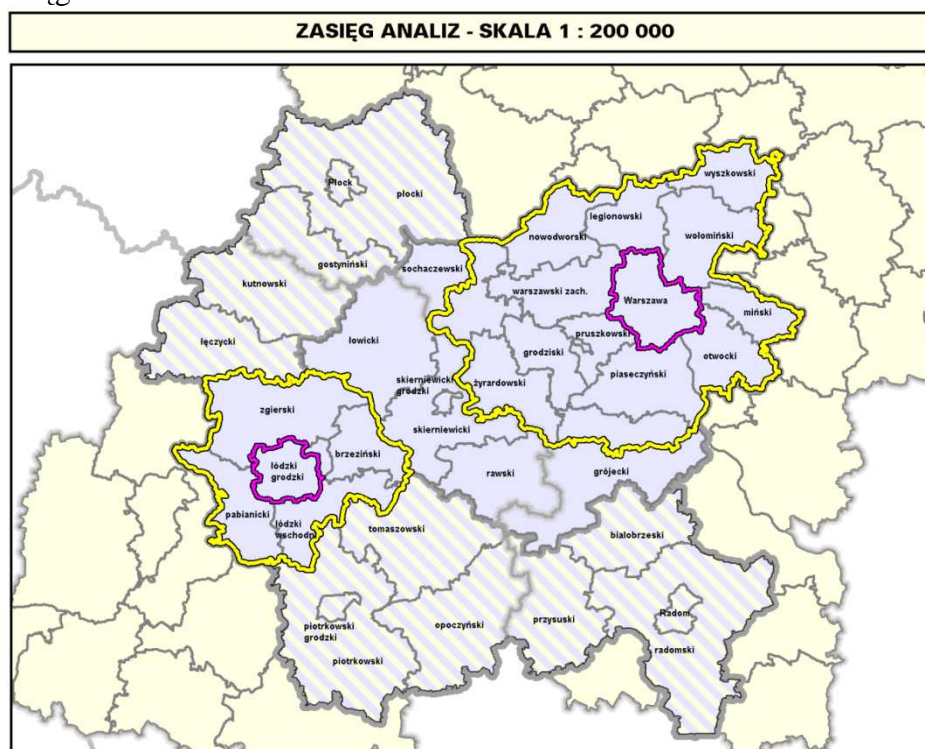 ZASIĘG ANALIZ - SKALA 1 : 200 000
wyszkowski
Płock
płocki
legionowski
nowodworski
wołomiński
gostyniński
sochaczewski
kutnowski
warszawski zach.
Warszawa
miński
łęczycki
łowicki
pruszkowski
grodziski
otwocki
piaseczyński
skierniewicki
grodzki
żyrardowski
zgierski
skierniewicki
brzeziński
łódzki
grodzki
rawski
grójecki
pabianicki
łódzki
wschodni
tomaszowski
białobrzeski
Radom
piotrkowski
grodzki
opoczyński
przysuski
radomski
piotrkowski